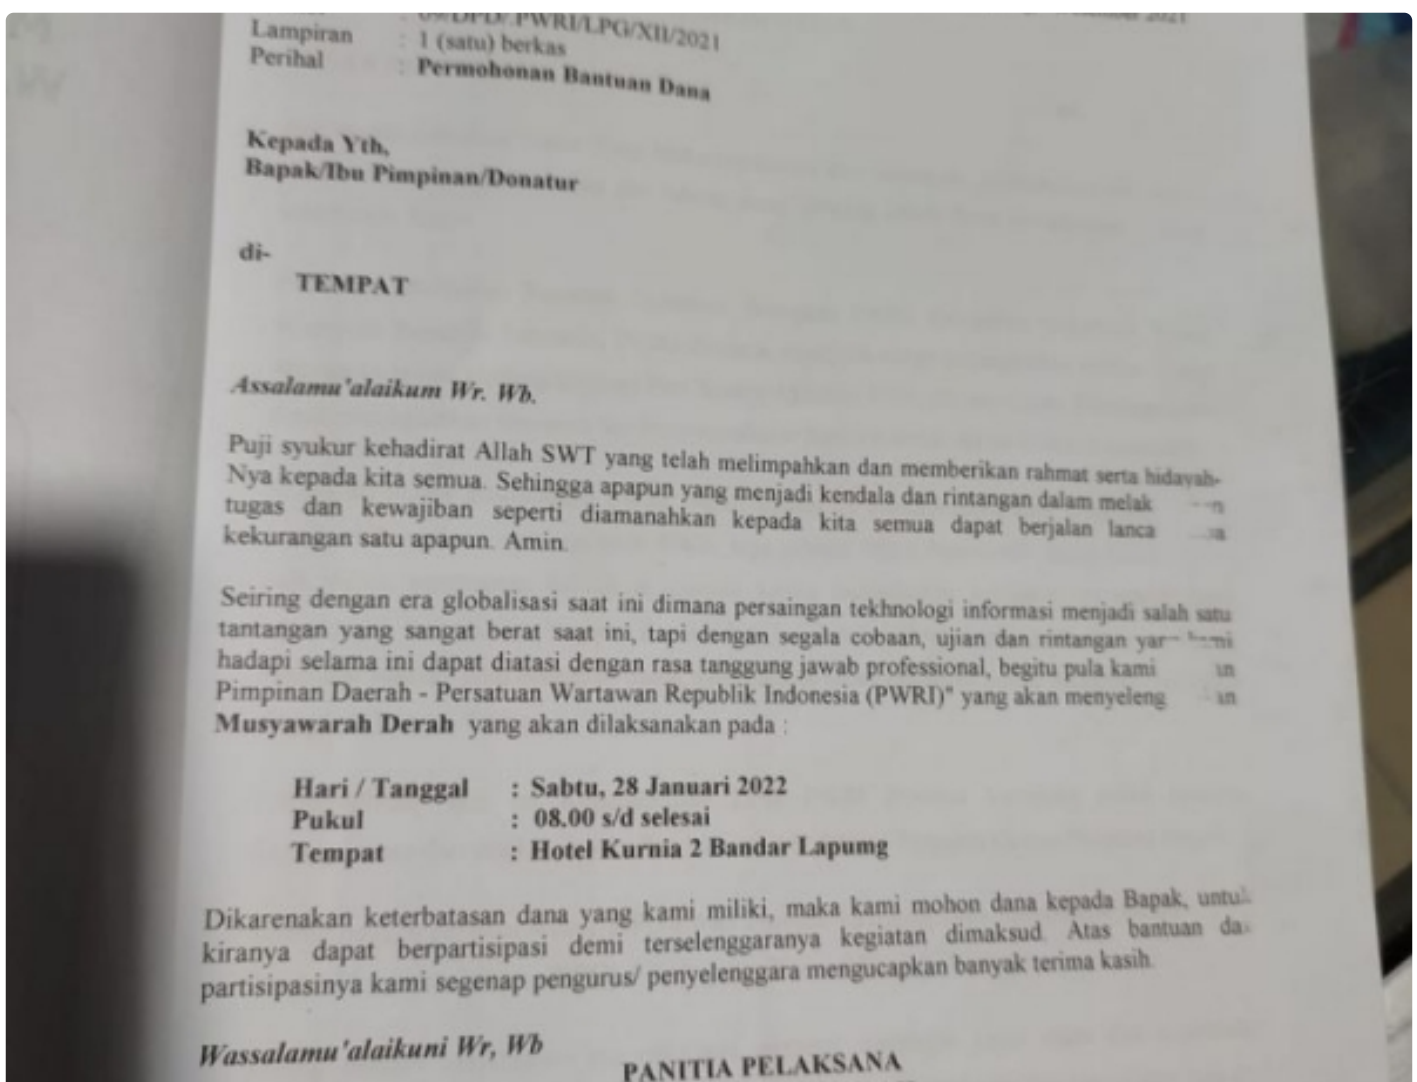 09/DPD/.PWRI/LPG/XII/2021
Lampiran : 1 (satu) berkas
Perihal : Permohonan Bantuan Dana
Kepada Yth,
Bapak/Ibu Pimpinan/Donatur
di-
TEMPAT
Assalamu'alaikum Wr. Wb.
Puji syukur kehadirat Allah SWT yang telah melimpahkan dan memberikan rahmat serta hidayah-
Nya kepada kita semua. Sehingga apapun yang menjadi kendala dan rintangan dalam melak
tugas dan kewajiban seperti diamanahkan kepada kita semua dapat berjalan lanca
kekurangan satu apapun. Amin.
Seiring dengan era globalisasi saat ini dimana persaingan tekhnologi informasi menjadi salah satu
tantangan yang sangat berat saat ini, tapi dengan segala cobaan, ujian dan rintangan
hadapi selama ini dapat diatasi dengan rasa tanggung jawab professional, begitu pula kami
Pimpinan Daerah - Persatuan Wartawan Republik Indonesia (PWRI)" yang akan menyeleng
Musyawarah Derah yang akan dilaksanakan pada :
Hari / Tanggal : Sabtu, 28 Januari 2022
Pukul : 08.00 s/d selesai
Tempat : Hotel Kurnia 2 Bandar Lapumg
Dikarenakan keterbatasan dana yang kami miliki, maka kami mohon dana kepada Bapak, untuk
kiranya dapat berpartisipasi demi terselenggaranya kegiatan dimaksud. Atas bantuan da
partisipasinya kami segenap pengurus/ penyelenggara mengucapkan banyak terima kasih.
Wassalamu'alaikuni Wr, Wb
PANITIA PELAKSANA